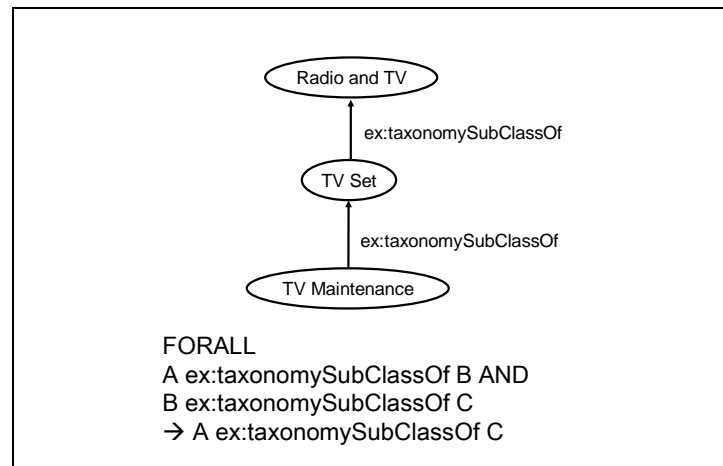 Radio and TV
ex:taxonomySubClassOf
TV Set
ex:taxonomySubClassOf
TV Maintenance
FORALL
A ex:taxonomySubClassOf B AND
B ex:taxonomySubClassOf C
→ A ex:taxonomySubClassOf C